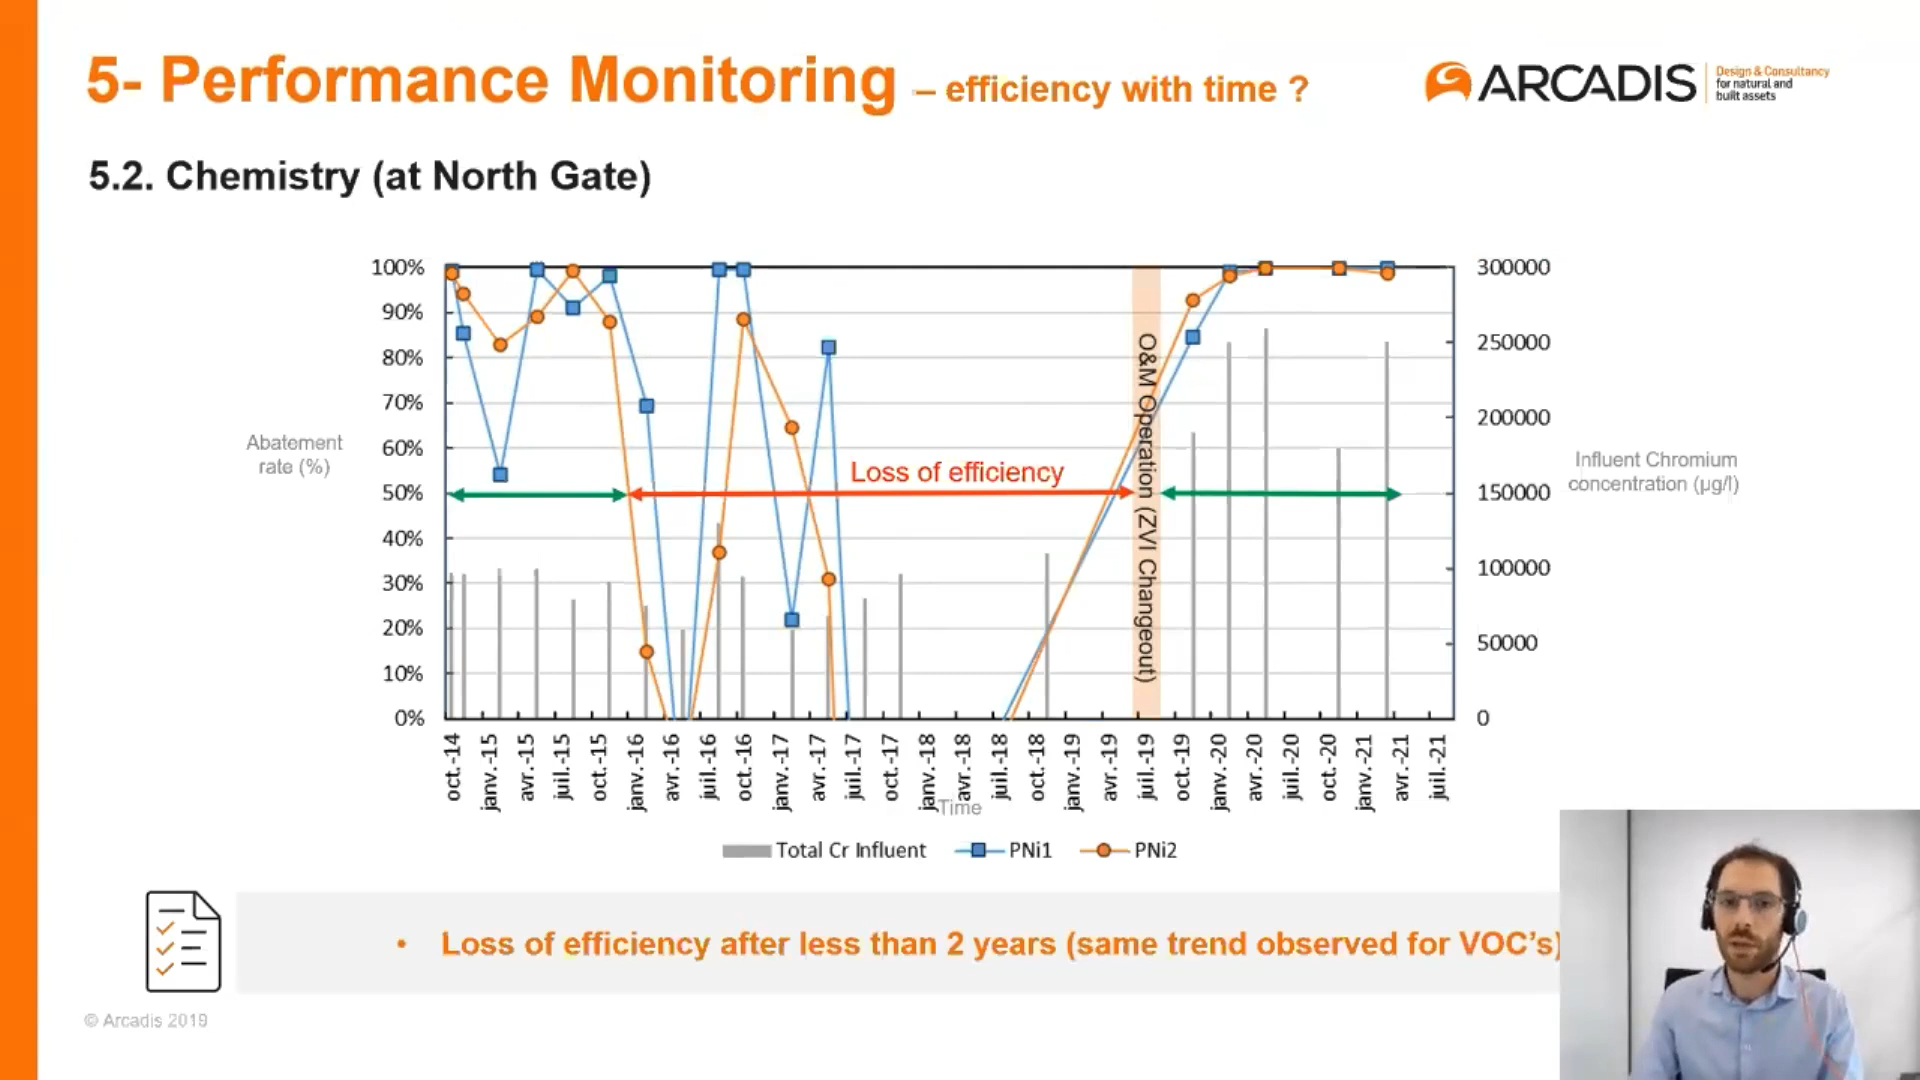 5- Performance Monitoring – efficiency with time ?
ARCADIS
Design & Consultancy
for natural and
built assets
5.2. Chemistry (at North Gate)
100%
90%
80%
70%
60%
50%
40%
30%
20%
10%
0%
Abatement
rate (%)
Loss of efficiency
O&M Operation (ZVI Changeout)
300000
250000
200000
150000
100000
50000
0
Influent Chromium
concentration (µg/l)
oct.-14
janv.-15
avr.-15
juil.-15
oct.-15
janv.-16
avr.-16
juil.-16
oct.-16
janv.-17
avr.-17
juil.-17
oct.-17
janv.-18
avr.-18
juil.-18
oct.-18
janv.-19
avr.-19
juil.-19
oct.-19
janv.-20
avr.-20
juil.-20
oct.-20
janv.-21
avr.-21
juil.-21
Time
Total Cr Influent
PNi1
PNi2
• Loss of efficiency after less than 2 years (same trend observed for VOC's)
© Arcadis 2019